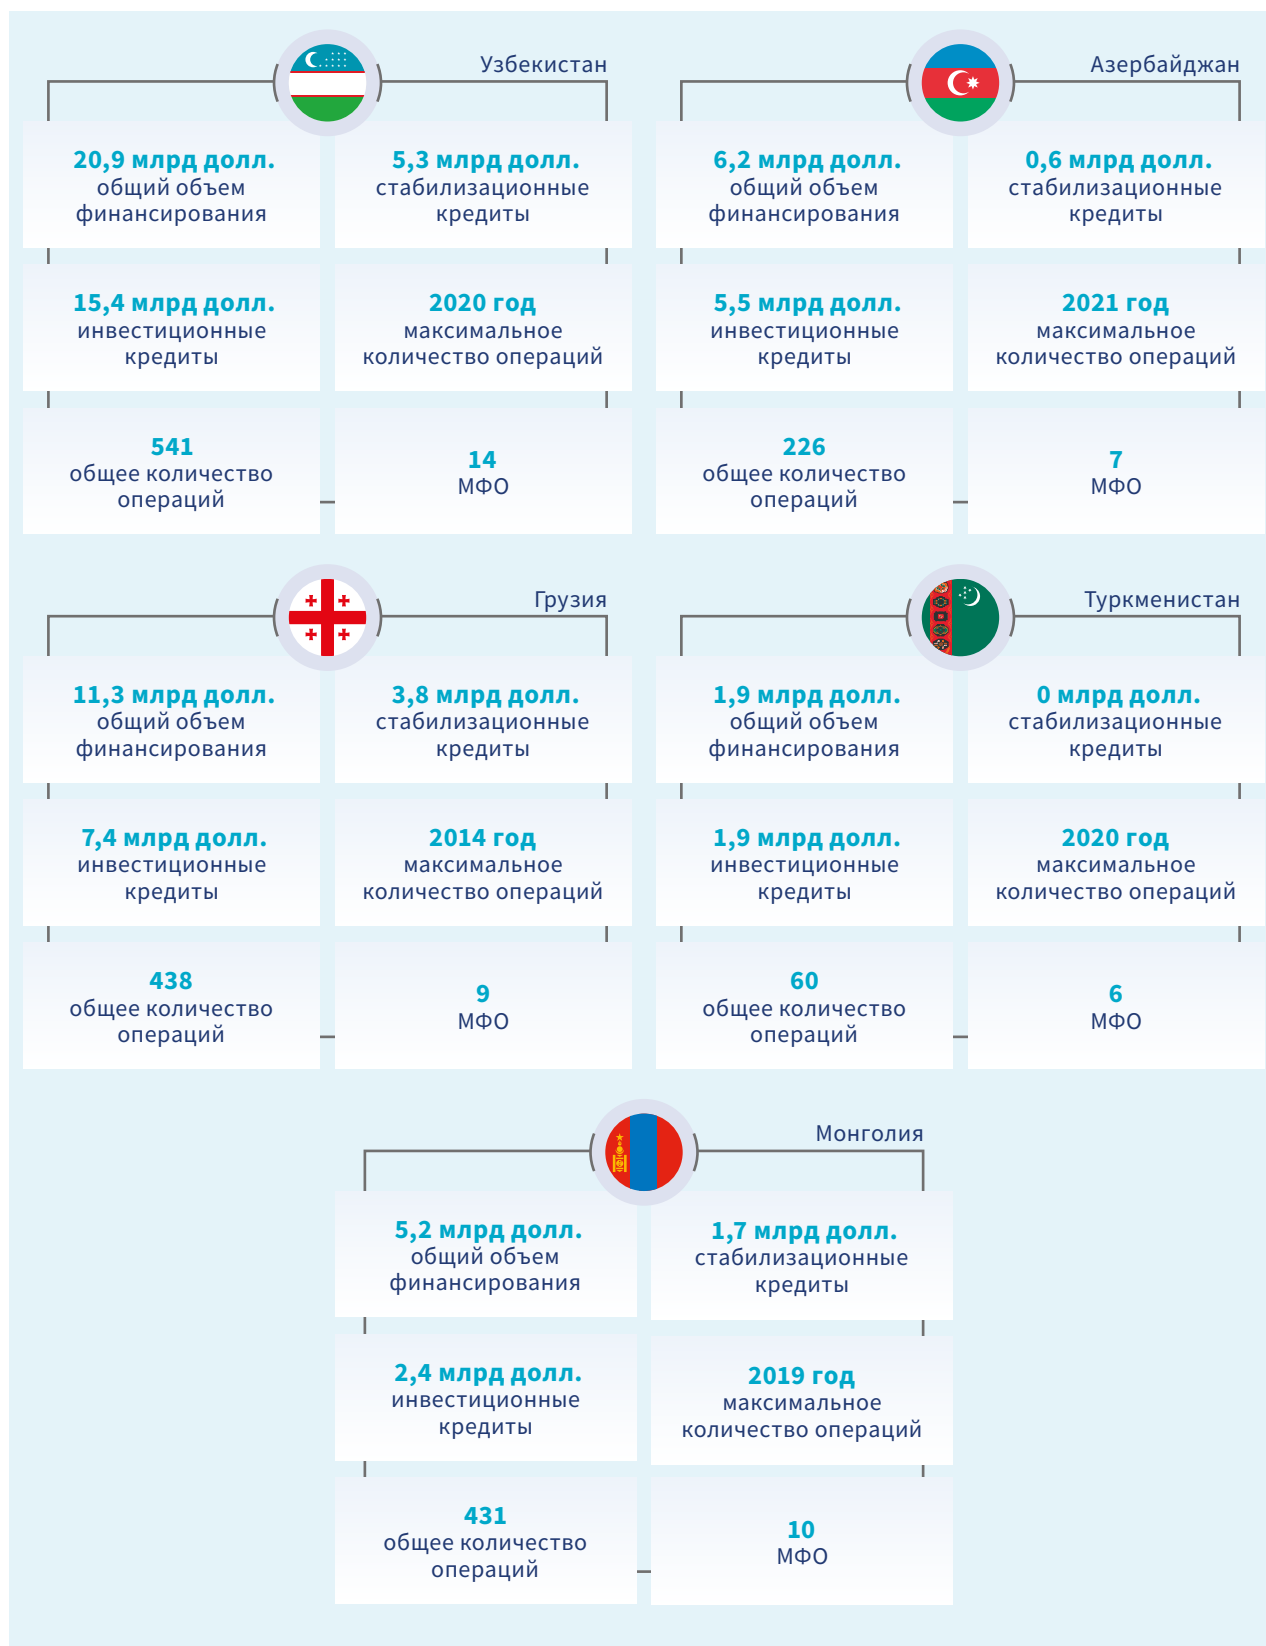 Узбекистан
20,9 млрд долл.
общий объем
финансирования
5,3 млрд долл.
стабилизационные
кредиты
15,4 млрд долл.
инвестиционные
кредиты
2020 год
максимальное
количество операций
541
общее количество
операций
14
МФО
Азербайджан
6,2 млрд долл.
общий объем
финансирования
0,6 млрд долл.
стабилизационные
кредиты
5,5 млрд долл.
инвестиционные
кредиты
2021 год
максимальное
количество операций
226
общее количество
операций
7
МФО
Грузия
11,3 млрд долл.
общий объем
финансирования
3,8 млрд долл.
стабилизационные
кредиты
7,4 млрд долл.
инвестиционные
кредиты
2014 год
максимальное
количество операций
438
общее количество
операций
9
МФО
Туркменистан
1,9 млрд долл.
общий объем
финансирования
0 млрд долл.
стабилизационные
кредиты
1,9 млрд долл.
инвестиционные
кредиты
2020 год
максимальное
количество операций
60
общее количество
операций
6
МФО
Монголия
5,2 млрд долл.
общий объем
финансирования
1,7 млрд долл.
стабилизационные
кредиты
2,4 млрд долл.
инвестиционные
кредиты
2019 год
максимальное
количество операций
431
общее количество
операций
10
МФО